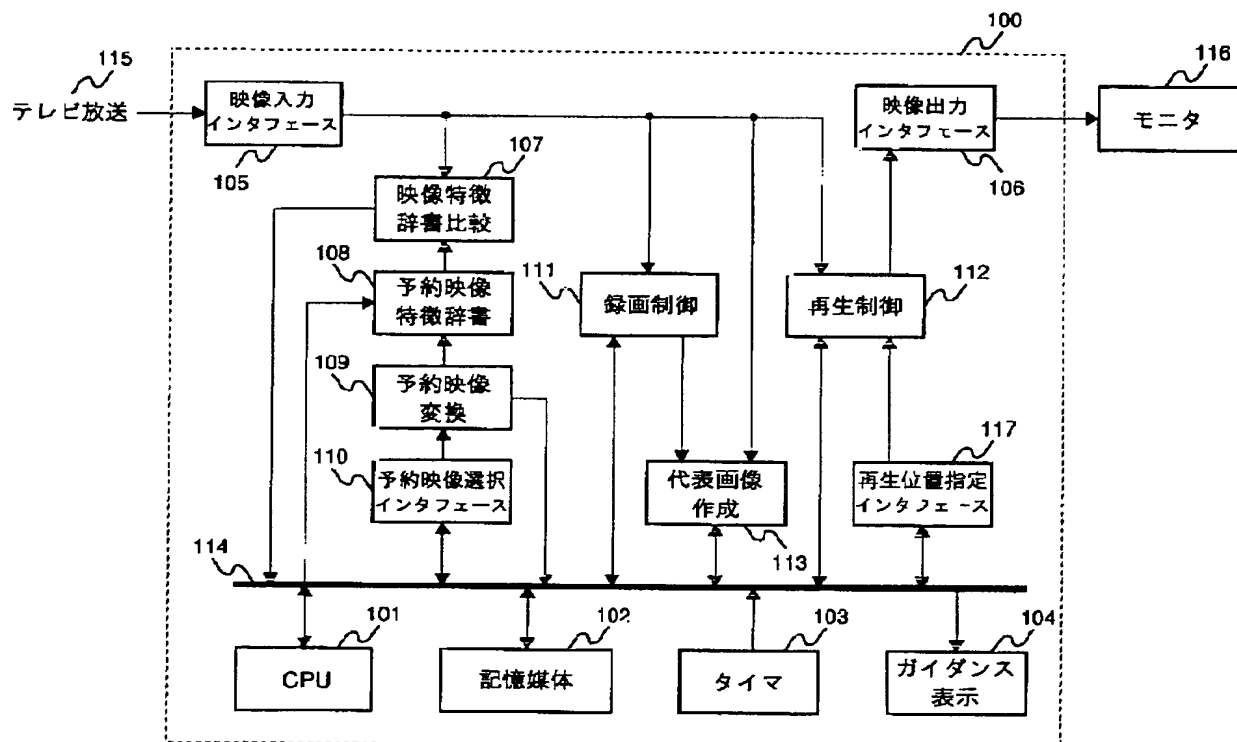 100
115
テレビ放送
映像入力
インタフェース
105
映像出力
インタフェース
106
116
モニタ
107
映像特徴
辞書比較
108
予約映像
特徴辞書
111
録画制御
再生制御
112
109
予約映像
変換
110
予約映像選択
インタフェース
代表画像
作成
113
117
再生位置指定
インタフェース
114
101
CPU
102
記憶媒体
103
タイマ
104
ガイダンス
表示